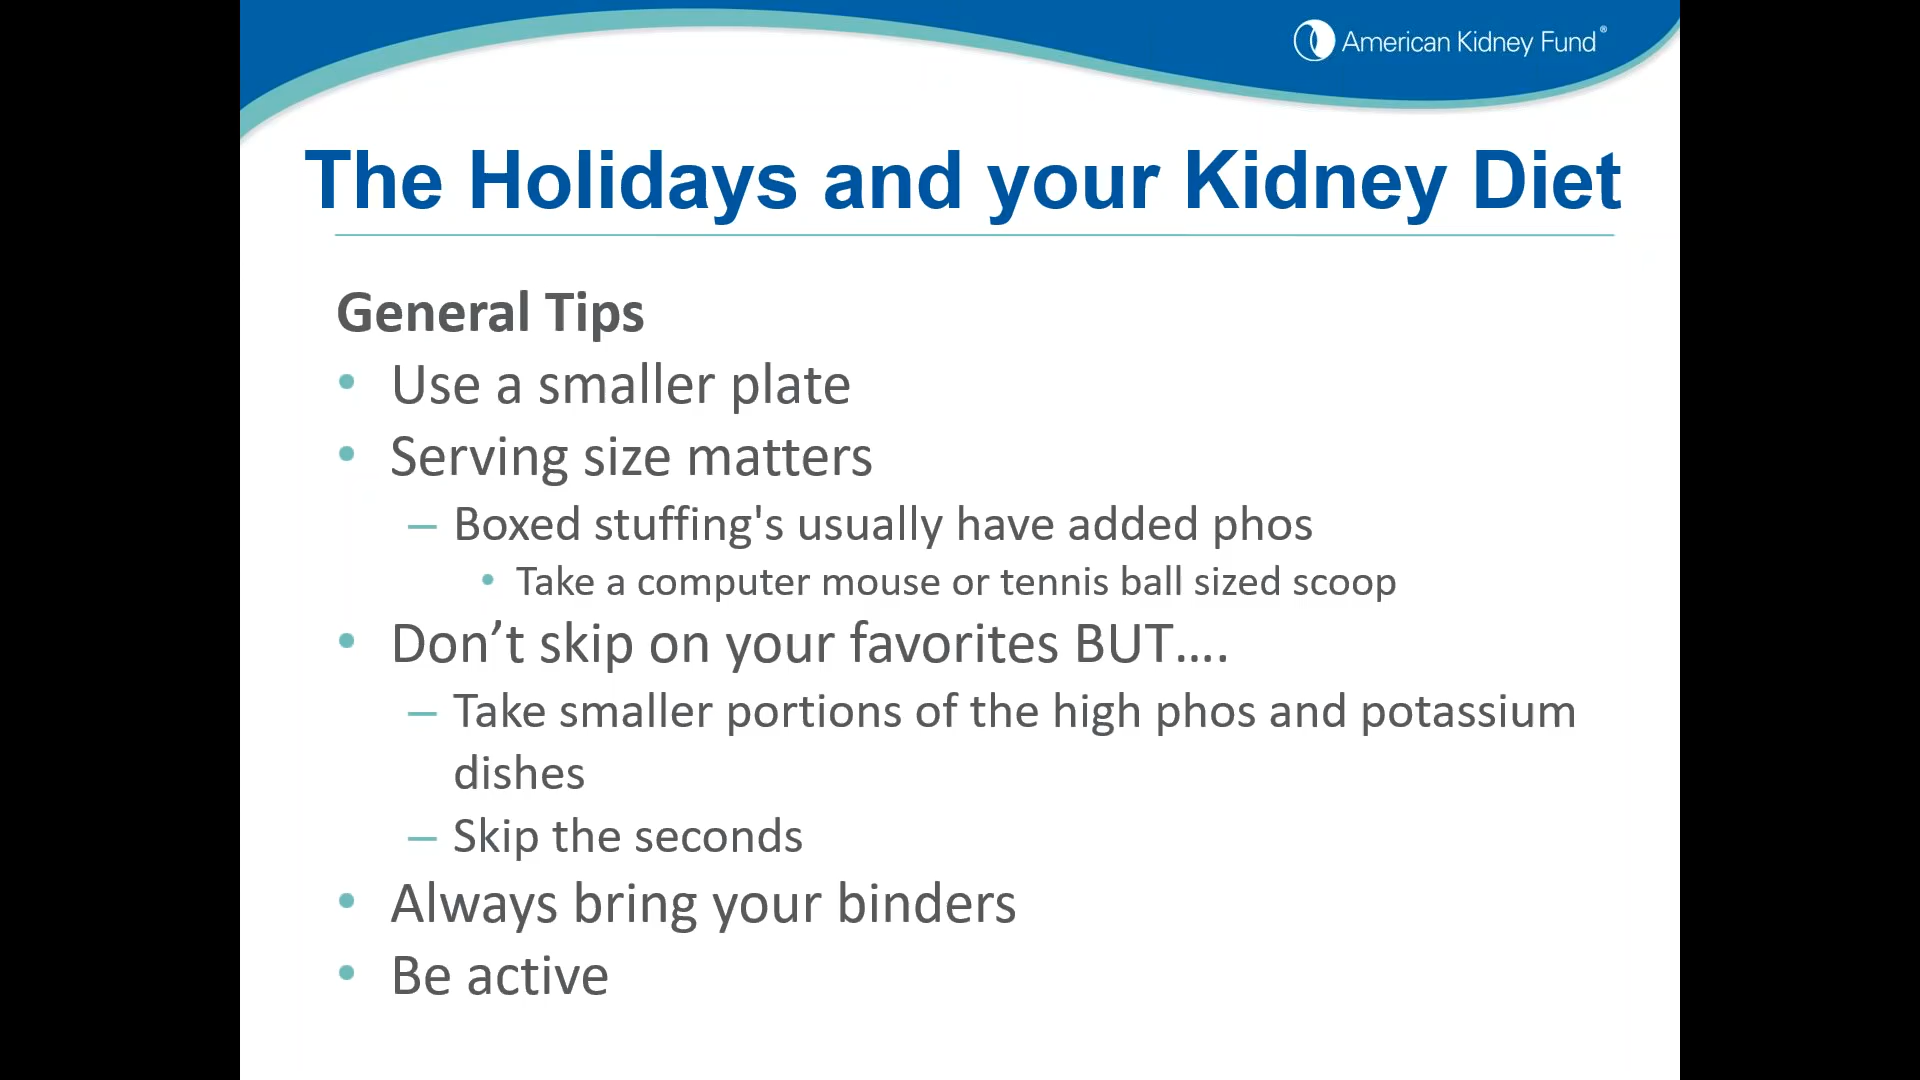 American Kidney Fund®
The Holidays and your Kidney Diet
General Tips
• Use a smaller plate
• Serving size matters
– Boxed stuffing's usually have added phos
• Take a computer mouse or tennis ball sized scoop
• Don’t skip on your favorites BUT....
– Take smaller portions of the high phos and potassium
dishes
– Skip the seconds
• Always bring your binders
• Be active